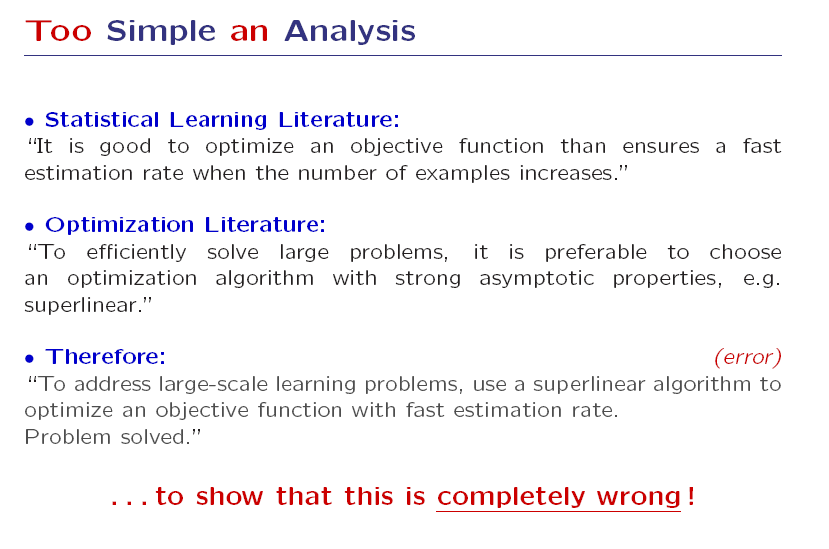 Too Simple an Analysis
• Statistical Learning Literature:
“It is good to optimize an objective function than ensures a fast
estimation rate when the number of examples increases.”
• Optimization Literature:
“To efficiently solve large problems, it is preferable to choose
an optimization algorithm with strong asymptotic properties, e.g.
superlinear.”
• Therefore: (error)
“To address large-scale learning problems, use a superlinear algorithm to
optimize an objective function with fast estimation rate.
Problem solved.”
. . . to show that this is completely wrong !